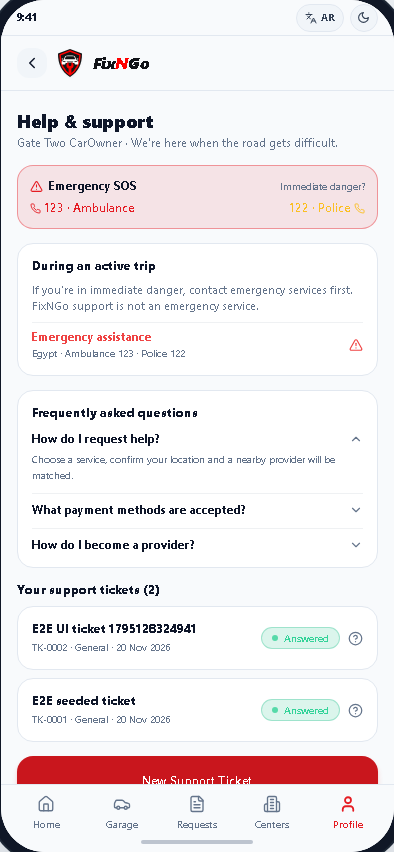 9:41
AR
FixNGo
Help & support
Gate Two CarOwner · We're here when the road gets difficult.
Emergency SOS
Immediate danger?
123 · Ambulance
122 · Police
During an active trip
If you're in immediate danger, contact emergency services first.
FixNGo support is not an emergency service.
Emergency assistance
Egypt · Ambulance 123 · Police 122
Frequently asked questions
How do I request help?
Choose a service, confirm your location and a nearby provider will be
matched.
What payment methods are accepted?
How do I become a provider?
Your support tickets (2)
E2E UI ticket 1795128324941
Answered
TK-0002 · General · 20 Nov 2026
E2E seeded ticket
Answered
TK-0001 · General · 20 Nov 2026
New Support Ticket
Home
Garage
Requests
Centers
Profile